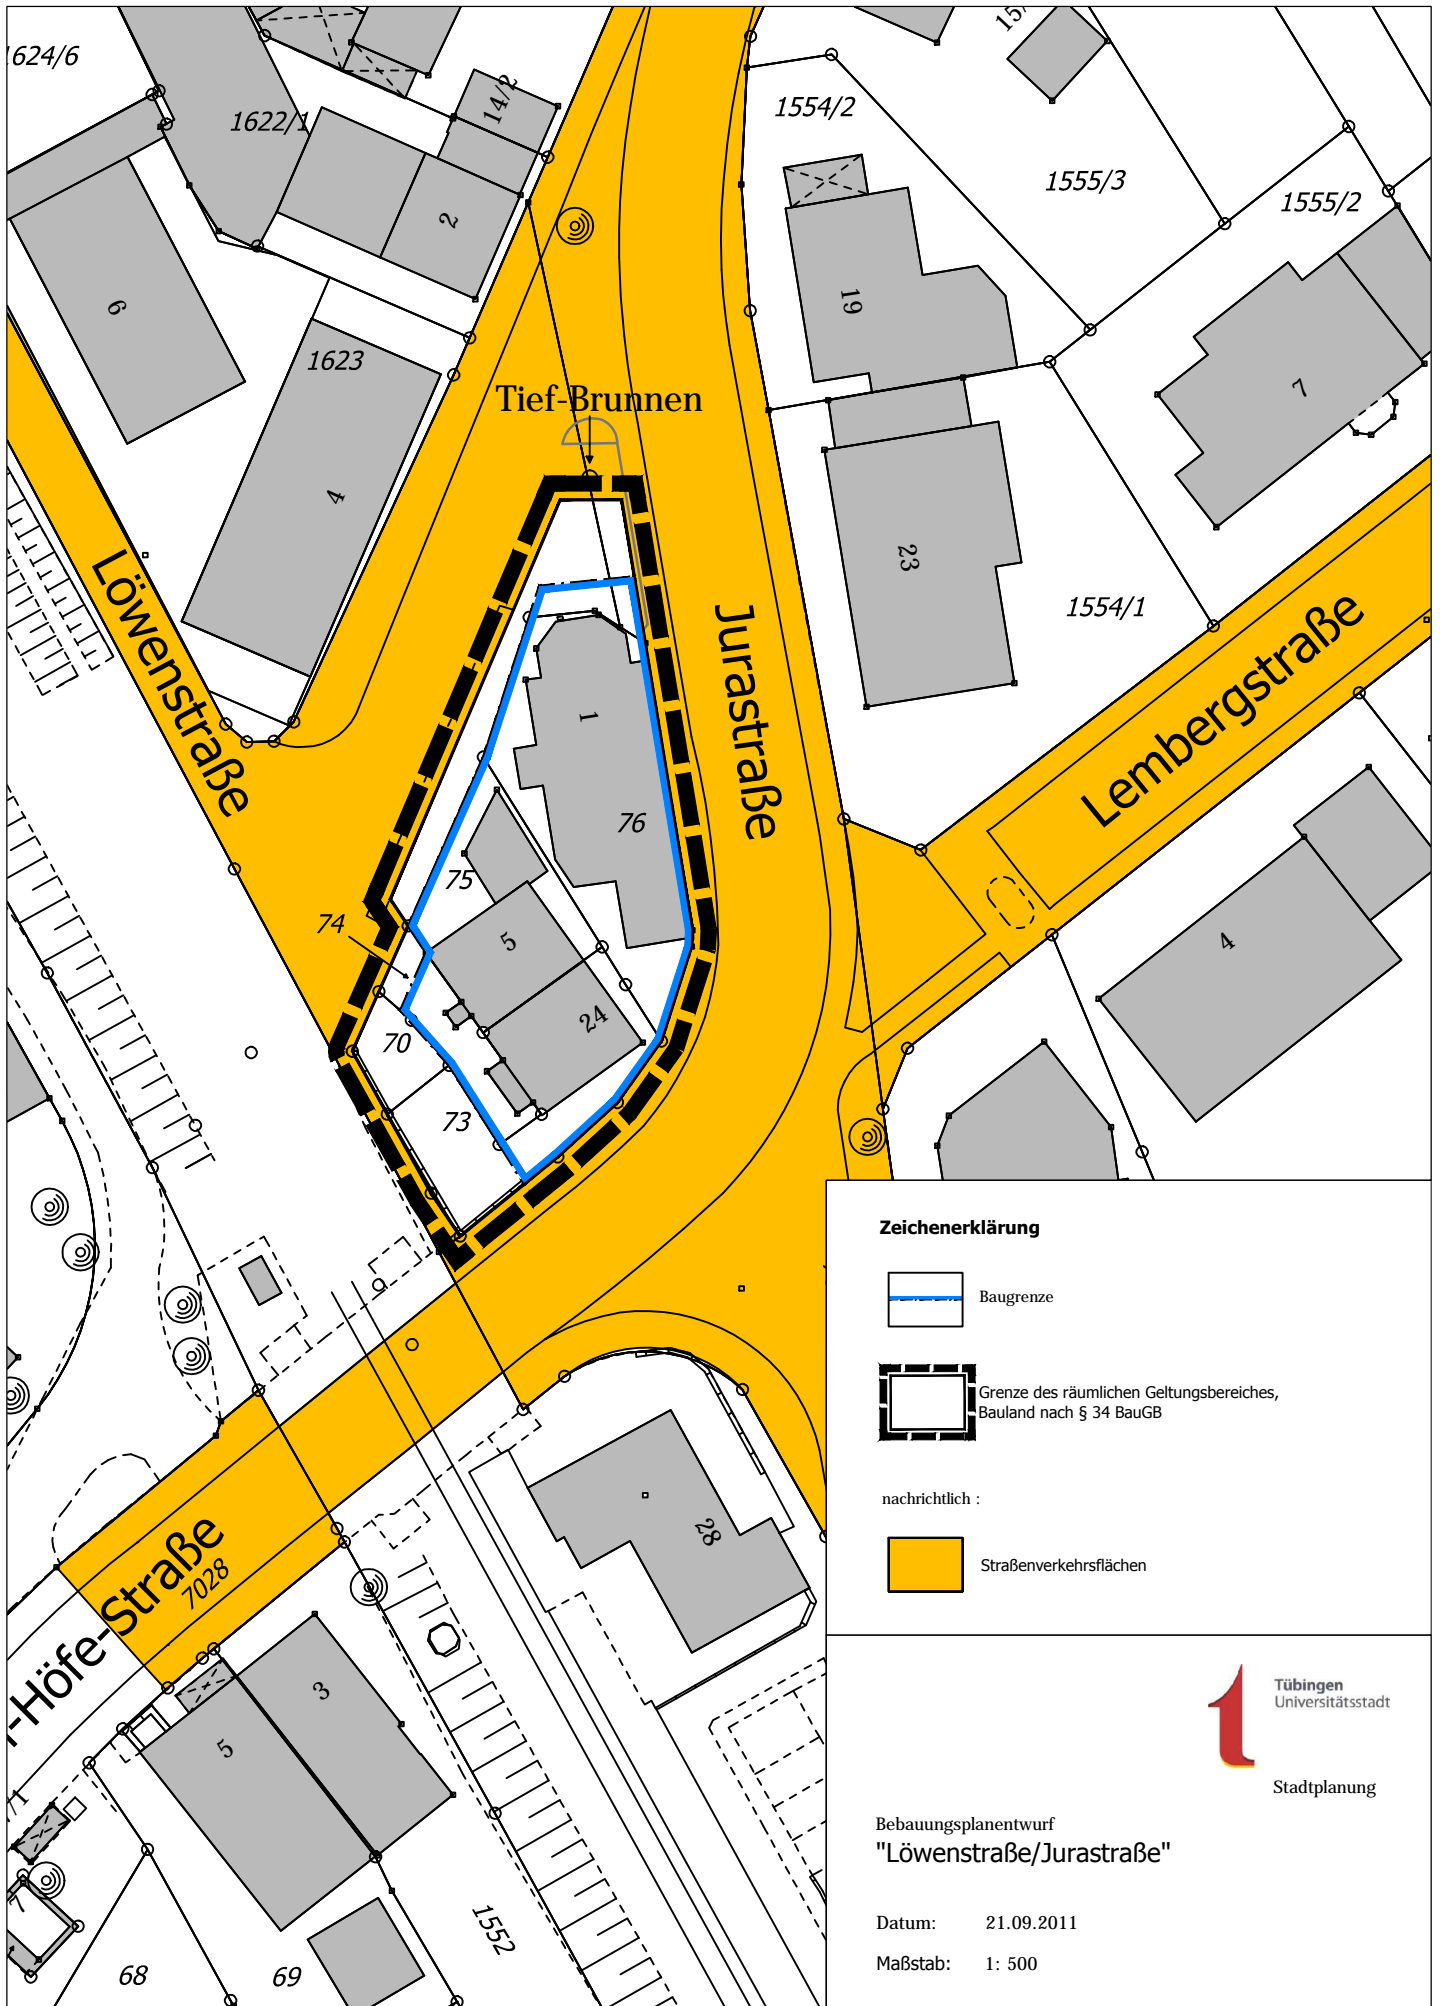 1624/6
1622/1
14/2
2
6
1623
4
15/
1554/2
1555/3
1555/2
19
7
Tief-Brunnen
23
1554/1
Löwenstraße
Jurastraße
Lembergstraße
1
76
75
74
5
24
70
73
4
28
-Höfe-Straße
7028
3
5
/1
7
68
69
1552
Zeichenerklärung
Baugrenze
Grenze des räumlichen Geltungsbereiches,
Bauland nach § 34 BauGB
nachrichtlich :
Straßenverkehrsflächen
Tübingen
Universitätsstadt
Stadtplanung
Bebauungsplanentwurf
"Löwenstraße/Jurastraße"
Datum: 21.09.2011
Maßstab: 1: 500